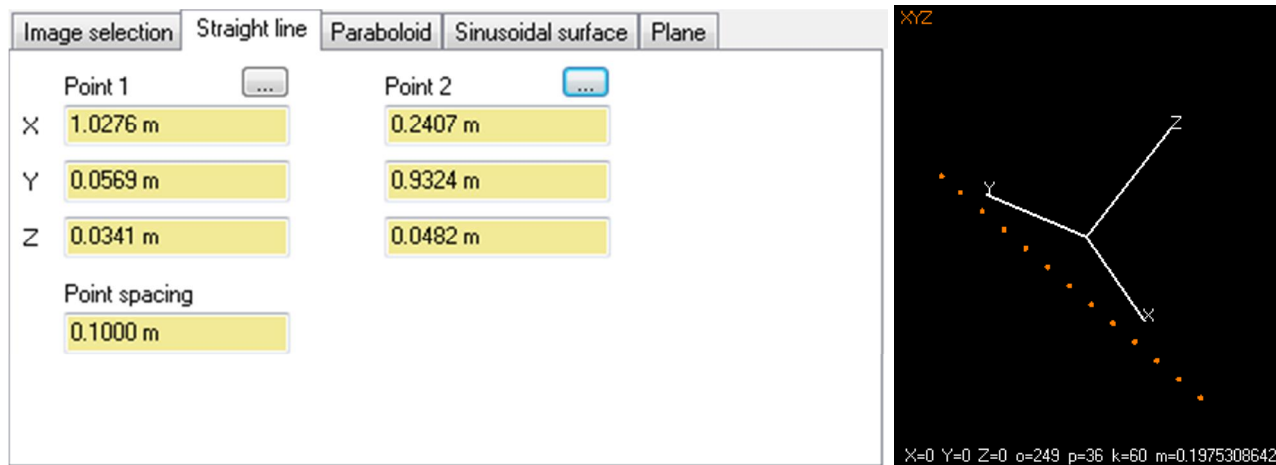 Image selection Straight line Paraboloid Sinusoidal surface Plane
Point 1 ... Point 2 ...
X 1.0276 m 0.2407 m
Y 0.0569 m 0.9324 m
Z 0.0341 m 0.0482 m
Point spacing
0.1000 m
XYZ
Z
Y
X
X=0 Y=0 Z=0 o=249 p=36 k=60 m=0.1975308642